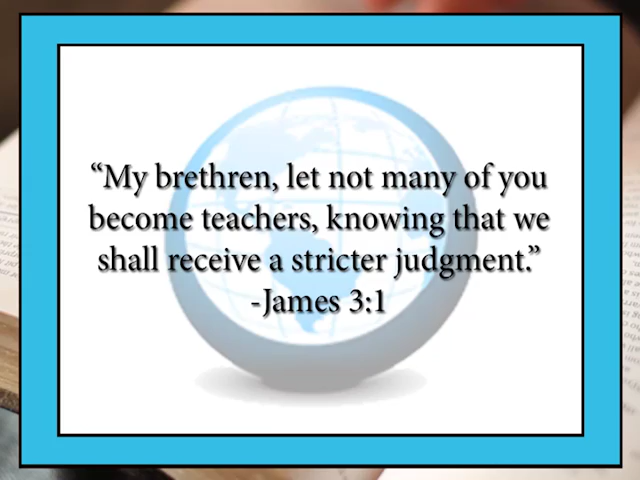 “My brethren, let not many of you
become teachers, knowing that we
shall receive a stricter judgment.”
-James 3:1